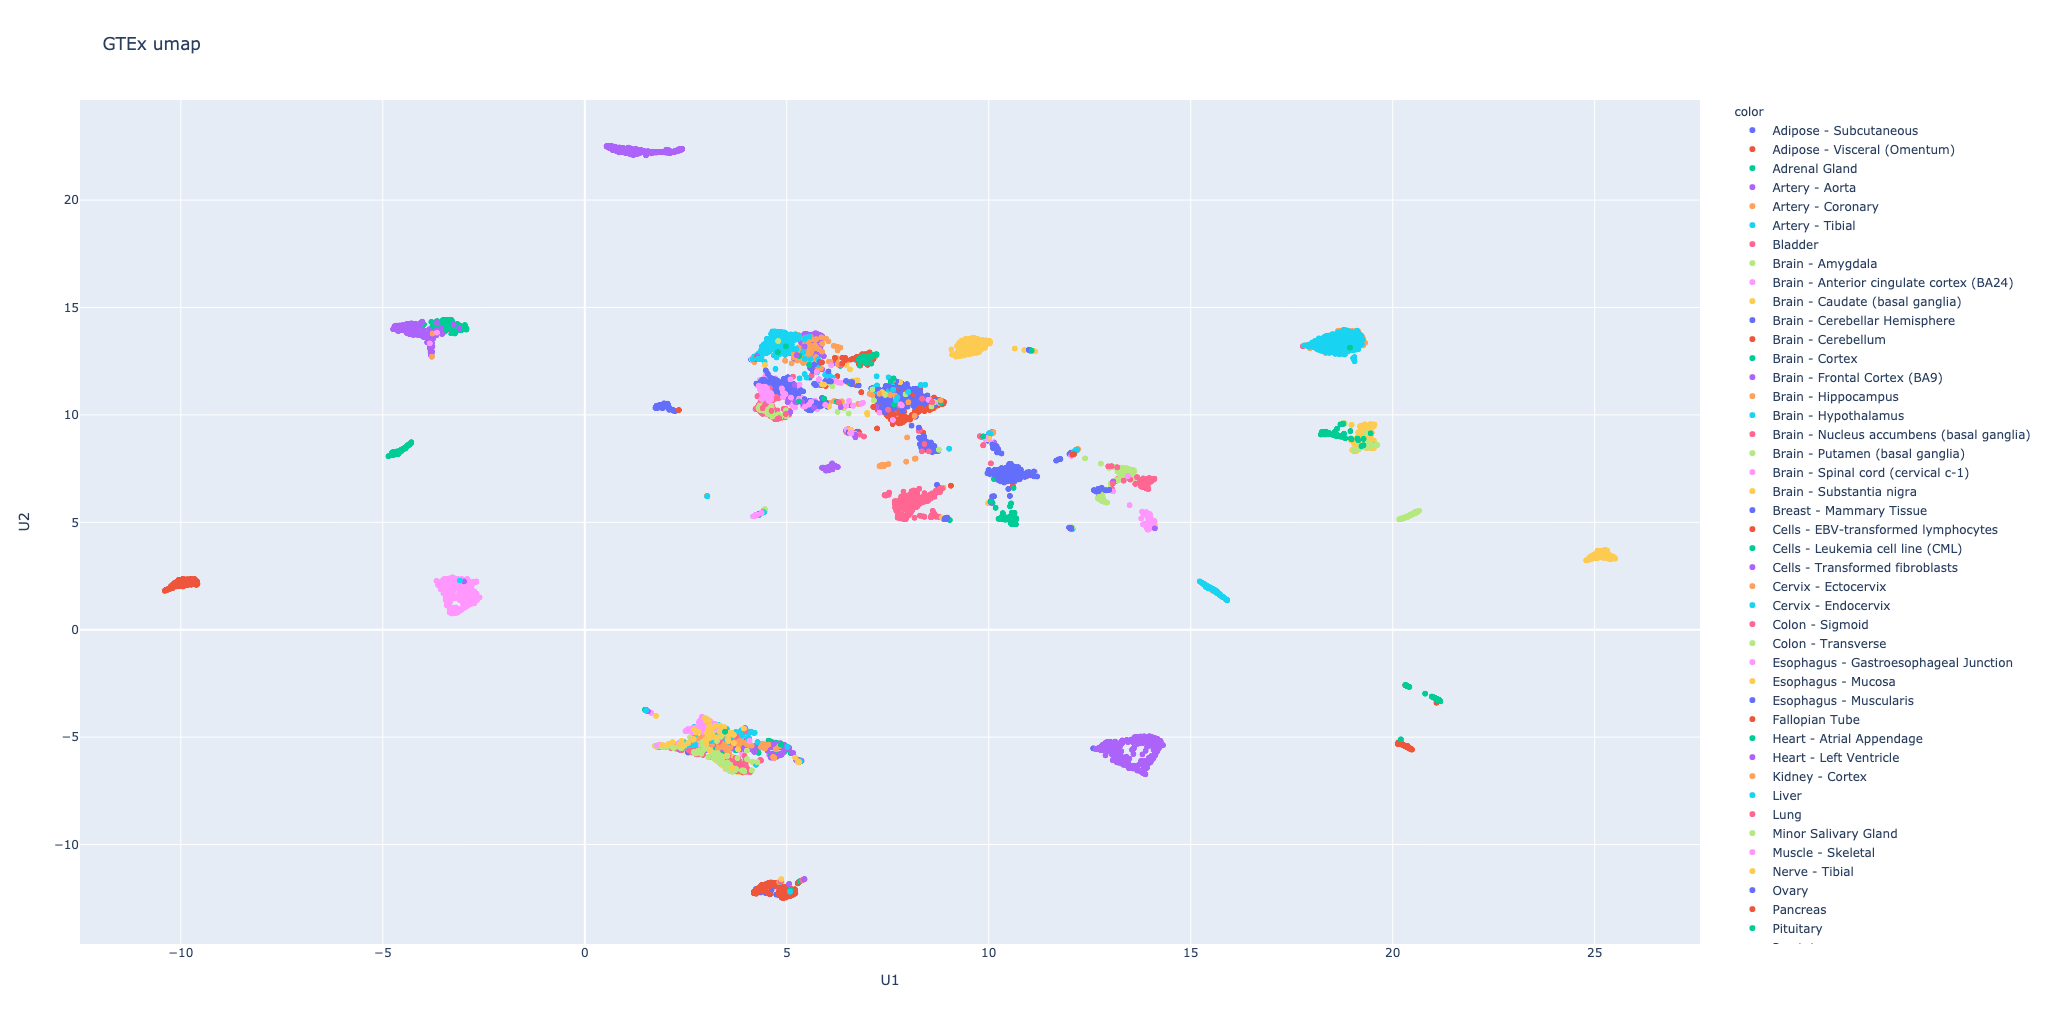 GTEx umap
color
Adipose - Subcutaneous
Adipose - Visceral (Omentum)
Adrenal Gland
Artery - Aorta
Artery - Coronary
Artery - Tibial
Bladder
Brain - Amygdala
Brain - Anterior cingulate cortex (BA24)
Brain - Caudate (basal ganglia)
Brain - Cerebellar Hemisphere
Brain - Cerebellum
Brain - Cortex
Brain - Frontal Cortex (BA9)
Brain - Hippocampus
Brain - Hypothalamus
Brain - Nucleus accumbens (basal ganglia)
Brain - Putamen (basal ganglia)
Brain - Spinal cord (cervical c-1)
Brain - Substantia nigra
Breast - Mammary Tissue
Cells - EBV-transformed lymphocytes
Cells - Leukemia cell line (CML)
Cells - Transformed fibroblasts
Cervix - Ectocervix
Cervix - Endocervix
Colon - Sigmoid
Colon - Transverse
Esophagus - Gastroesophageal Junction
Esophagus - Mucosa
Esophagus - Muscularis
Fallopian Tube
Heart - Atrial Appendage
Heart - Left Ventricle
Kidney - Cortex
Liver
Lung
Minor Salivary Gland
Muscle - Skeletal
Nerve - Tibial
Ovary
Pancreas
Pituitary
20
15
10
5
0
−5
−10
U2
−10 −5 0 5 10 15 20 25
U1